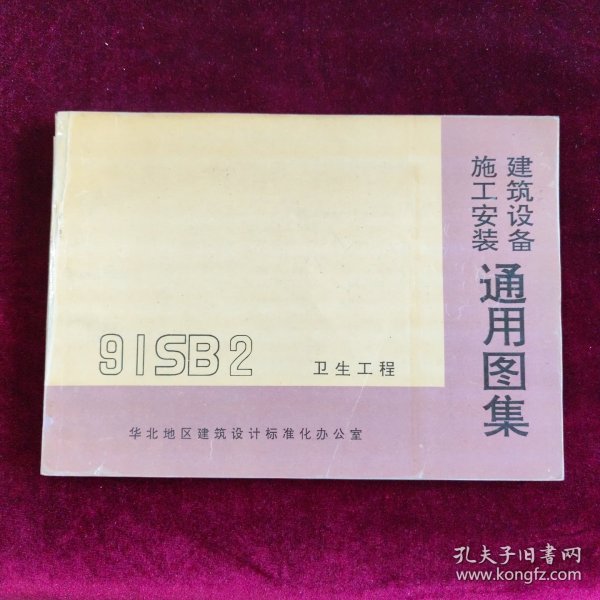 建筑设备
施工安装
通用图集
91SB2
卫生工程
华北地区建筑设计标准化办公室
孔夫子旧书网
www.kongfz.com